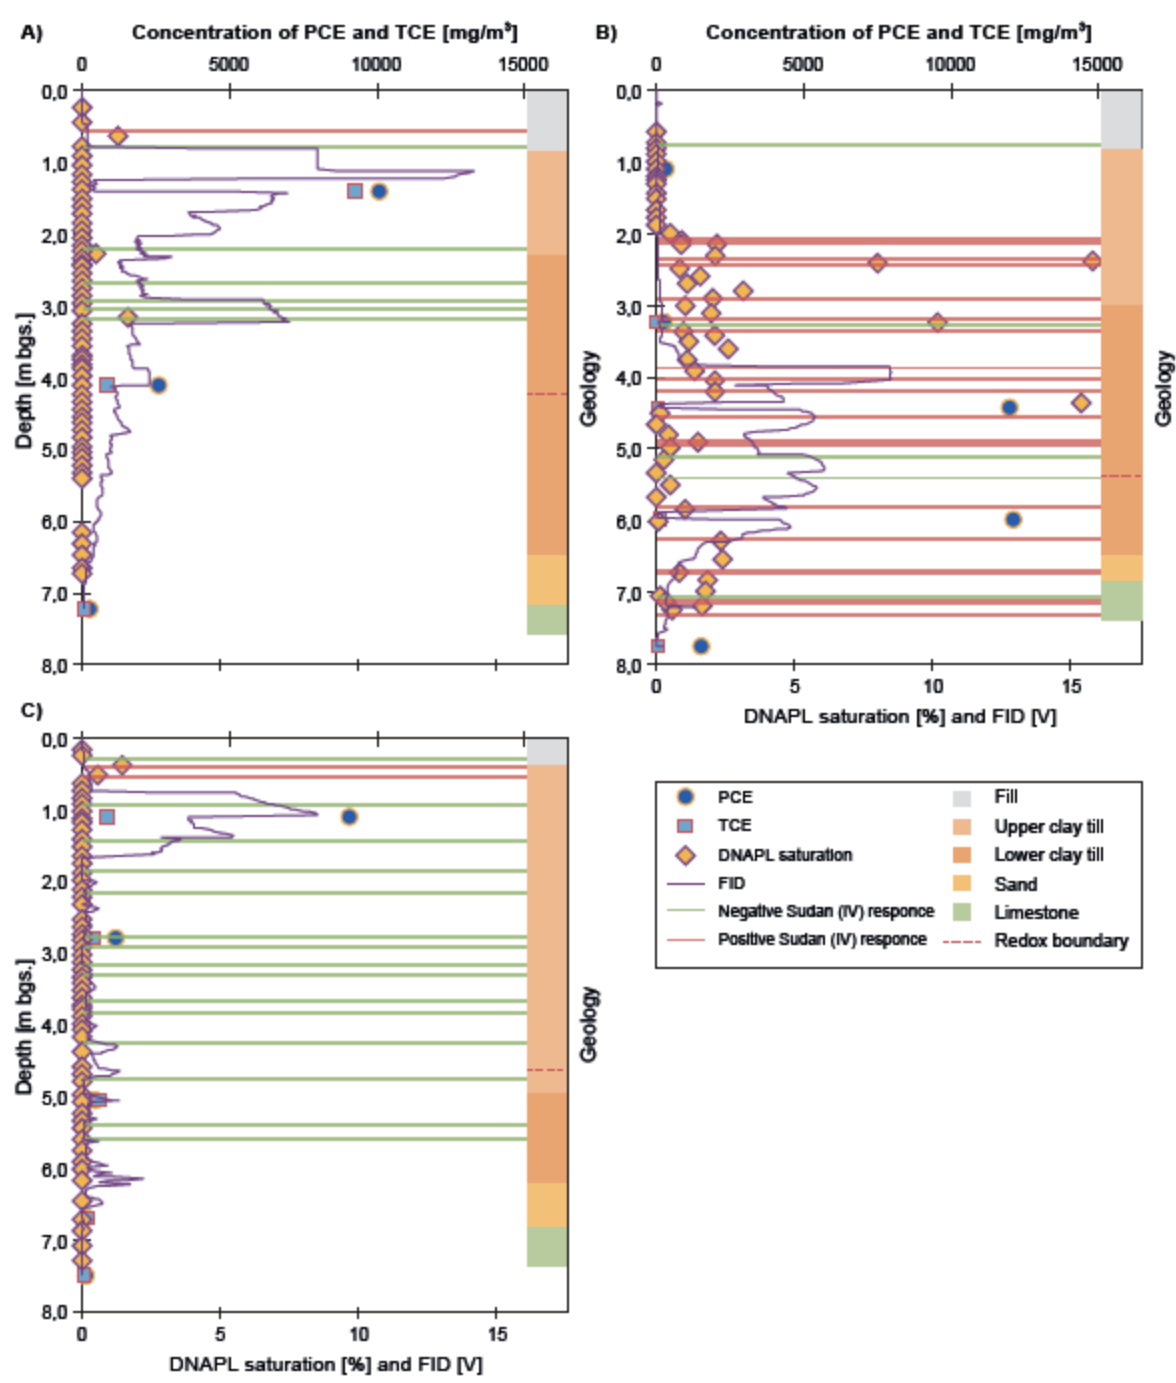 A)
Concentration of PCE and TCE [mg/m³]
0 5000 10000 15000
0,0
1,0
2,0
3,0
4,0
5,0
6,0
7,0
8,0
Depth [m bgs.]
Geology
B)
Concentration of PCE and TCE [mg/m³]
0 5000 10000 15000
0,0
1,0
2,0
3,0
4,0
5,0
6,0
7,0
8,0
0 5 10 15
DNAPL saturation [%] and FID [V]
Geology
C)
0,0
1,0
2,0
3,0
4,0
5,0
6,0
7,0
8,0
Depth [m bgs.]
0 5 10 15
DNAPL saturation [%] and FID [V]
Geology
PCE
TCE
DNAPL saturation
FID
Negative Sudan (IV) responce
Positive Sudan (IV) responce
Fill
Upper clay till
Lower clay till
Sand
Limestone
Redox boundary